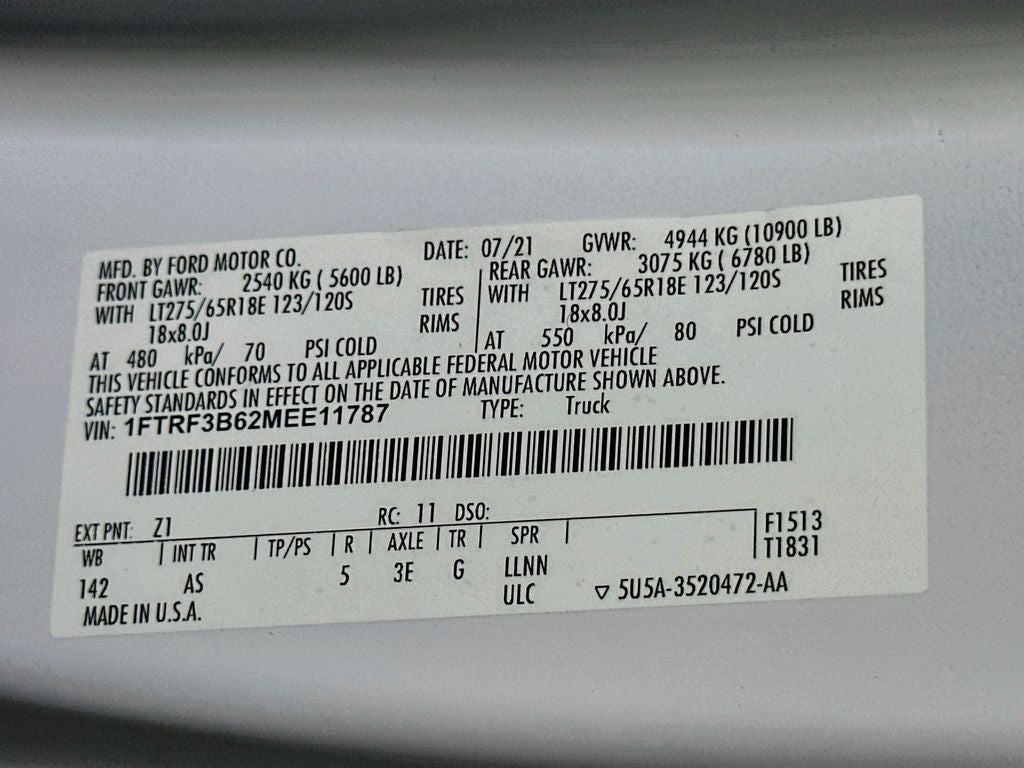 MFD. BY FORD MOTOR CO. DATE: 07/21 GVWR: 4944 KG (10900 LB)
FRONT GAWR: 2540 KG ( 5600 LB) REAR GAWR: 3075 KG ( 6780 LB)
WITH LT275/65R18E 123/120S TIRES WITH LT275/65R18E 123/120S TIRES
18x8.0J RIMS 18x8.0J RIMS
AT 480 kPa/ 70 PSI COLD AT 550 kPa/ 80 PSI COLD
THIS VEHICLE CONFORMS TO ALL APPLICABLE FEDERAL MOTOR VEHICLE
SAFETY STANDARDS IN EFFECT ON THE DATE OF MANUFACTURE SHOWN ABOVE.
VIN: 1FTRF3B62MEE11787 TYPE: Truck
EXT PNT: Z1 RC: 11 DSO: F1513
WB INT TR TP/PS R AXLE TR SPR T1831
142 AS 5 3E G LLNN
MADE IN U.S.A. ULC ▽ 5U5A-3520472-AA